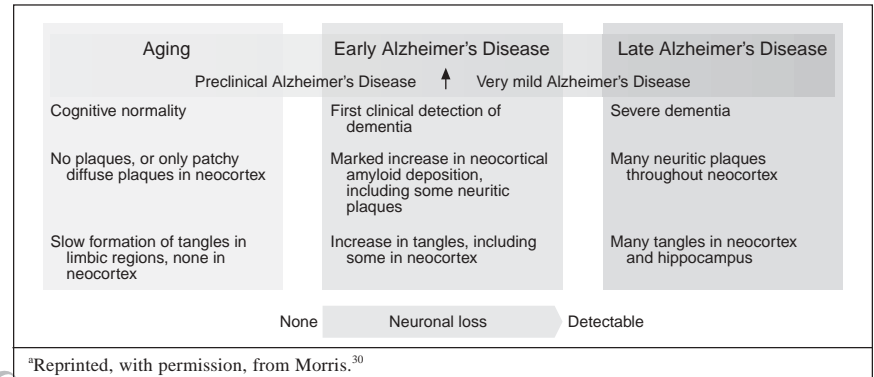 Aging
Early Alzheimer's Disease
Late Alzheimer's Disease
Preclinical Alzheimer's Disease
Very mild Alzheimer's Disease
Cognitive normality
No plaques, or only patchy
diffuse plaques in neocortex
Slow formation of tangles in
limbic regions, none in
neocortex
First clinical detection of
dementia
Marked increase in neocortical
amyloid deposition,
including some neuritic
plaques
Increase in tangles, including
some in neocortex
Severe dementia
Many neuritic plaques
throughout neocortex
Many tangles in neocortex
and hippocampus
None
Neuronal loss
Detectable
ᵃReprinted, with permission, from Morris.³⁰